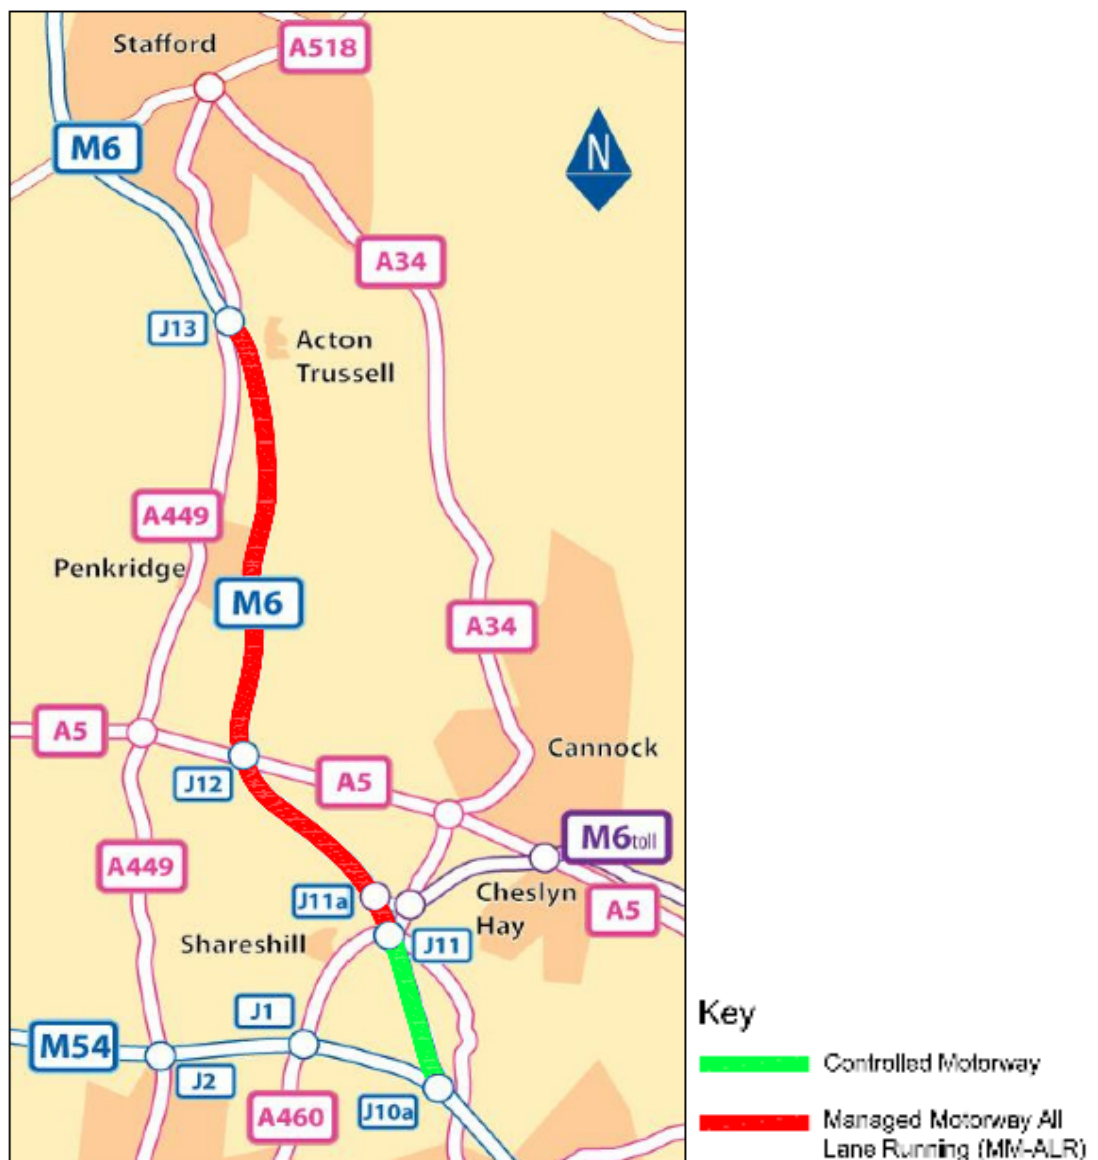 Stafford
A518
M6
N
A34
J13
Acton
Trussell
A449
Penkridge
M6
A34
A5
Cannock
J12
A5
M6toll
A449
J11a
Cheslyn
Hay
A5
Shareshill
J11
J1
M54
J2
J10a
A460
Key
Controlled Motorway
Managed Motorway All
Lane Running (MM-ALR)